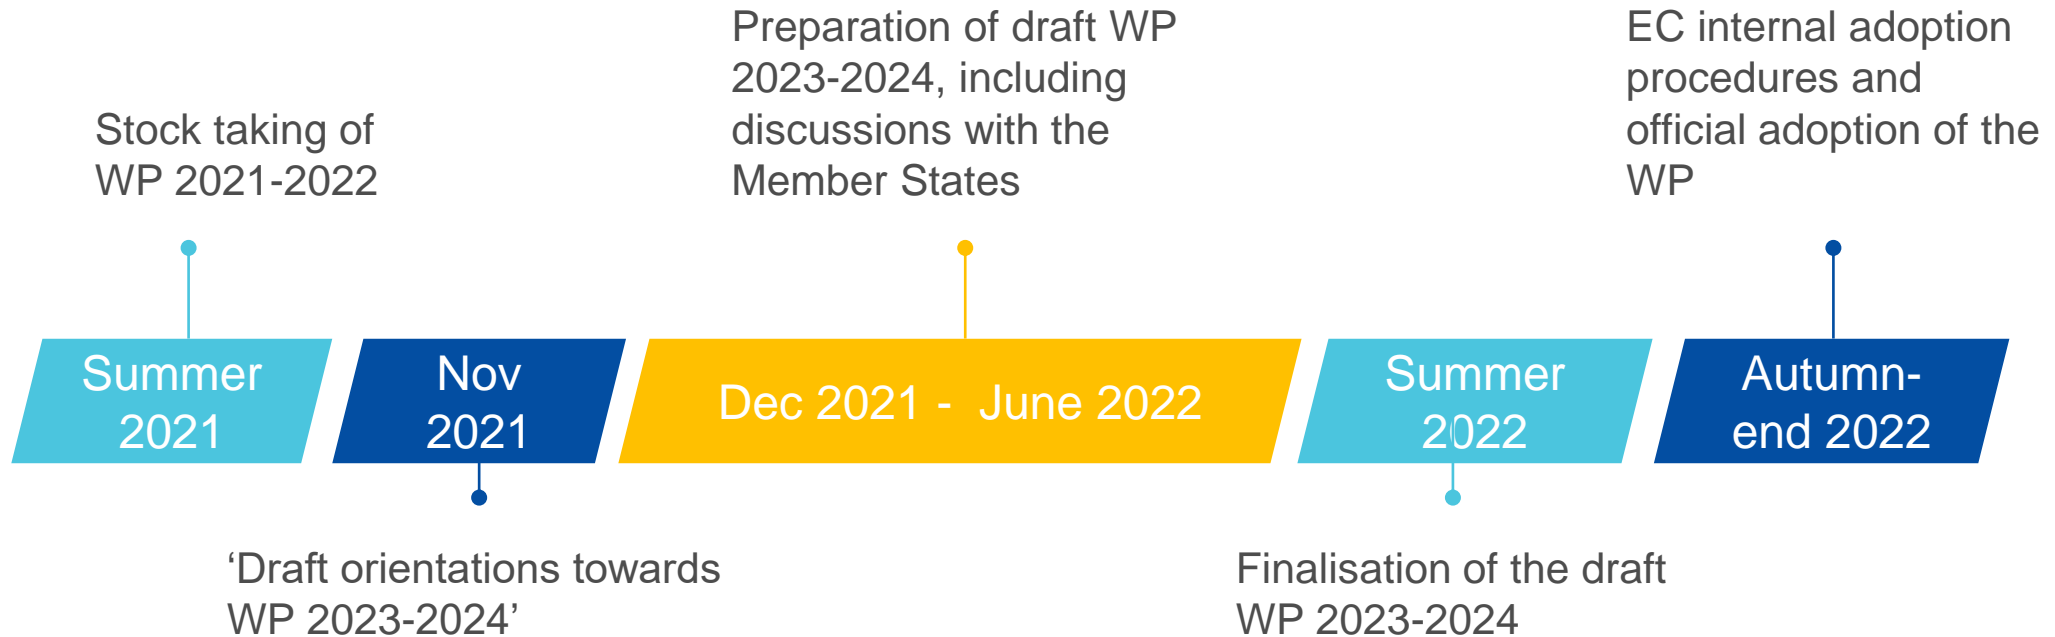 Stock taking of
WP 2021-2022
Preparation of draft WP
2023-2024, including
discussions with the
Member States
EC internal adoption
procedures and
official adoption of the
WP
Summer
2021
Nov
2021
Dec 2021 -  June 2022
Summer
2022
Autumn-
end 2022
‘Draft orientations towards
WP 2023-2024’
Finalisation of the draft
WP 2023-2024